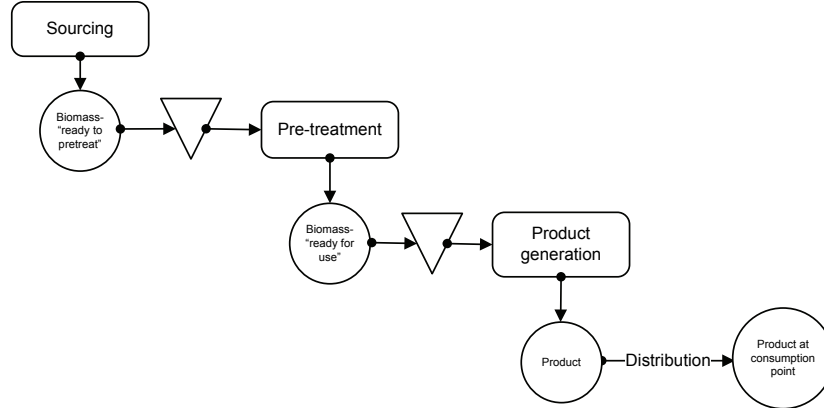 Sourcing
Biomass-
“ready to
pretreat”
Pre-treatment
Biomass-
“ready for
use”
Product
generation
Product
Distribution
Product at
consumption
point